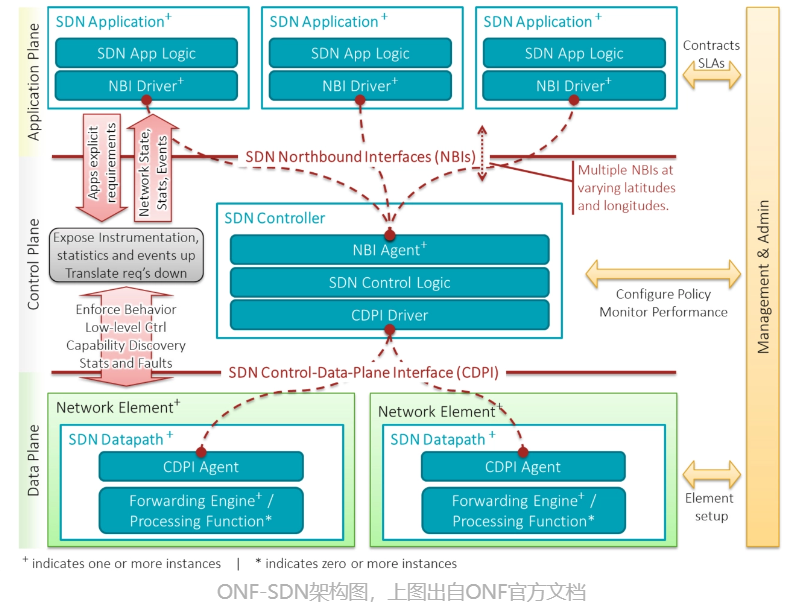 Application Plane
SDN Application+
SDN App Logic
NBI Driver+
SDN Application+
SDN App Logic
NBI Driver+
SDN Application+
SDN App Logic
NBI Driver+
Contracts
SLAs
Apps explicit
requirements
Network State,
Stats, Events
SDN Northbound Interfaces (NBIs)
Multiple NBIs at
varying latitudes
and longitudes.
Control Plane
Expose Instrumentation,
statistics and events up
Translate req's down
SDN Controller
NBI Agent+
SDN Control Logic
CDPI Driver
Configure Policy
Monitor Performance
Management & Admin
Enforce Behavior
Low-level Ctrl
Capability Discovery
Stats and Faults
SDN Control-Data-Plane Interface (CDPI)
Data Plane
Network Element+
SDN Datapath+
CDPI Agent
Forwarding Engine+ /
Processing Function*
Network Element+
SDN Datapath+
CDPI Agent
Forwarding Engine+ /
Processing Function*
Element
setup
+ indicates one or more instances | * indicates zero or more instances
ONF-SDN架构图，上图出自ONF官方文档